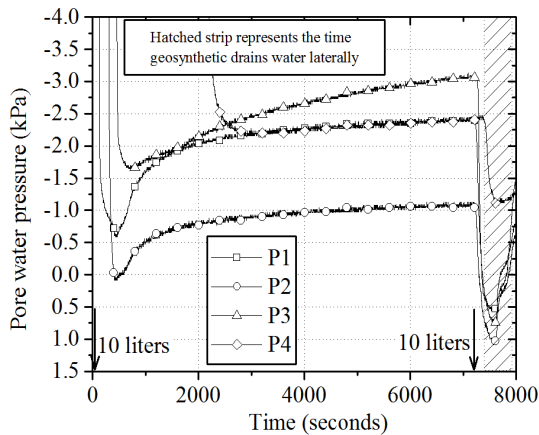 -4.0
-3.5
-3.0
-2.5
-2.0
-1.5
-1.0
-0.5
0.0
0.5
1.0
1.5
Pore water pressure (kPa)
Hatched strip represents the time
geosynthetic drains water laterally
P1
P2
P3
P4
10 liters
10 liters
0
2000
4000
6000
8000
Time (seconds)